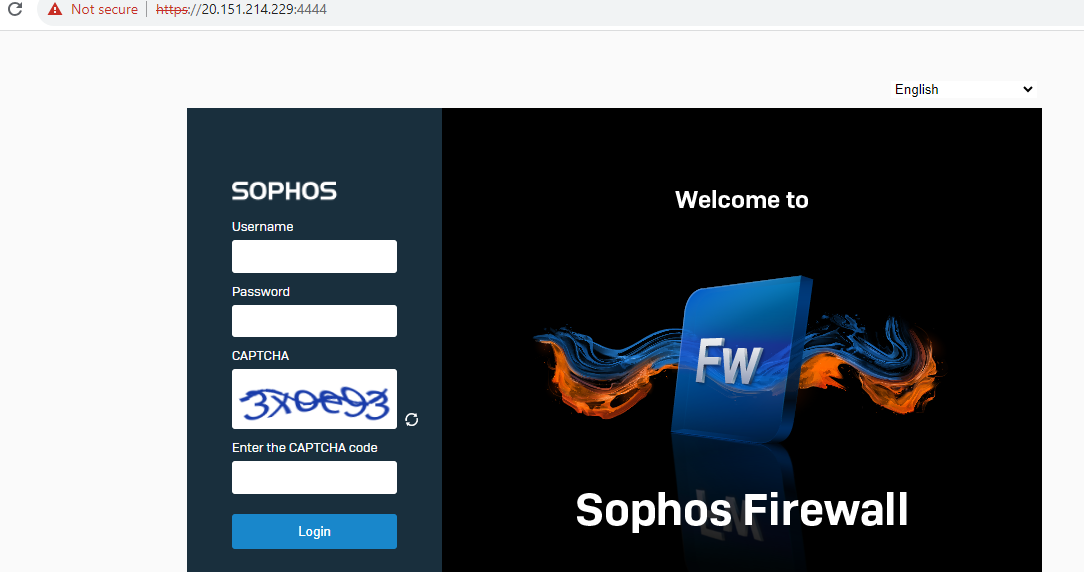 Not secure | https://20.151.214.229:4444
English
SOPHOS
Username
Password
CAPTCHA
Enter the CAPTCHA code
Login
Welcome to
Fw
Sophos Firewall